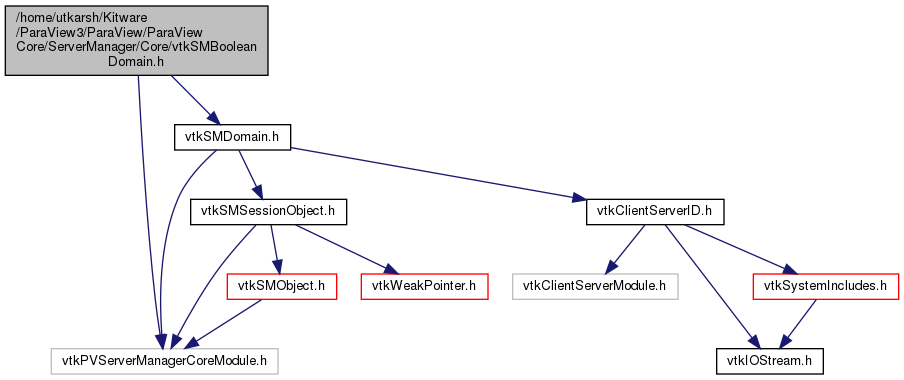 /home/utkarsh/Kitware
/ParaView3/ParaView/ParaView
Core/ServerManager/Core/vtkSMBoolean
Domain.h
vtkSMDomain.h
vtkSMSessionObject.h
vtkClientServerID.h
vtkSMObject.h
vtkWeakPointer.h
vtkClientServerModule.h
vtkSystemIncludes.h
vtkPVServerManagerCoreModule.h
vtkIOStream.h